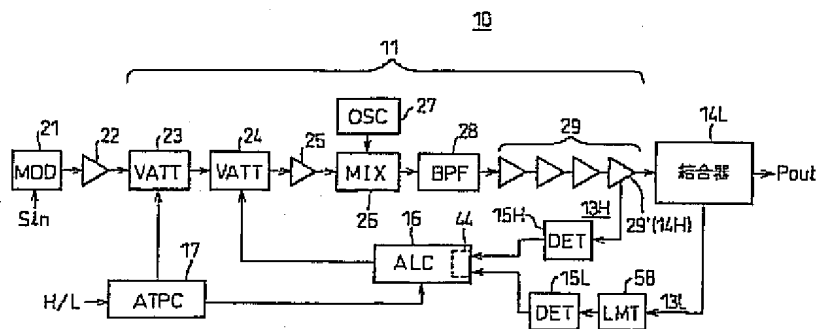 10
11
27
OSC
21
22
23
24
25
28
29
14L
MOD
VATT
VATT
MIX
BPF
結合器
Pout
Sin
26
15H
13H
29'(14H)
16
44
DET
17
ALC
15L
58
13L
H/L
ATPC
DET
LMT